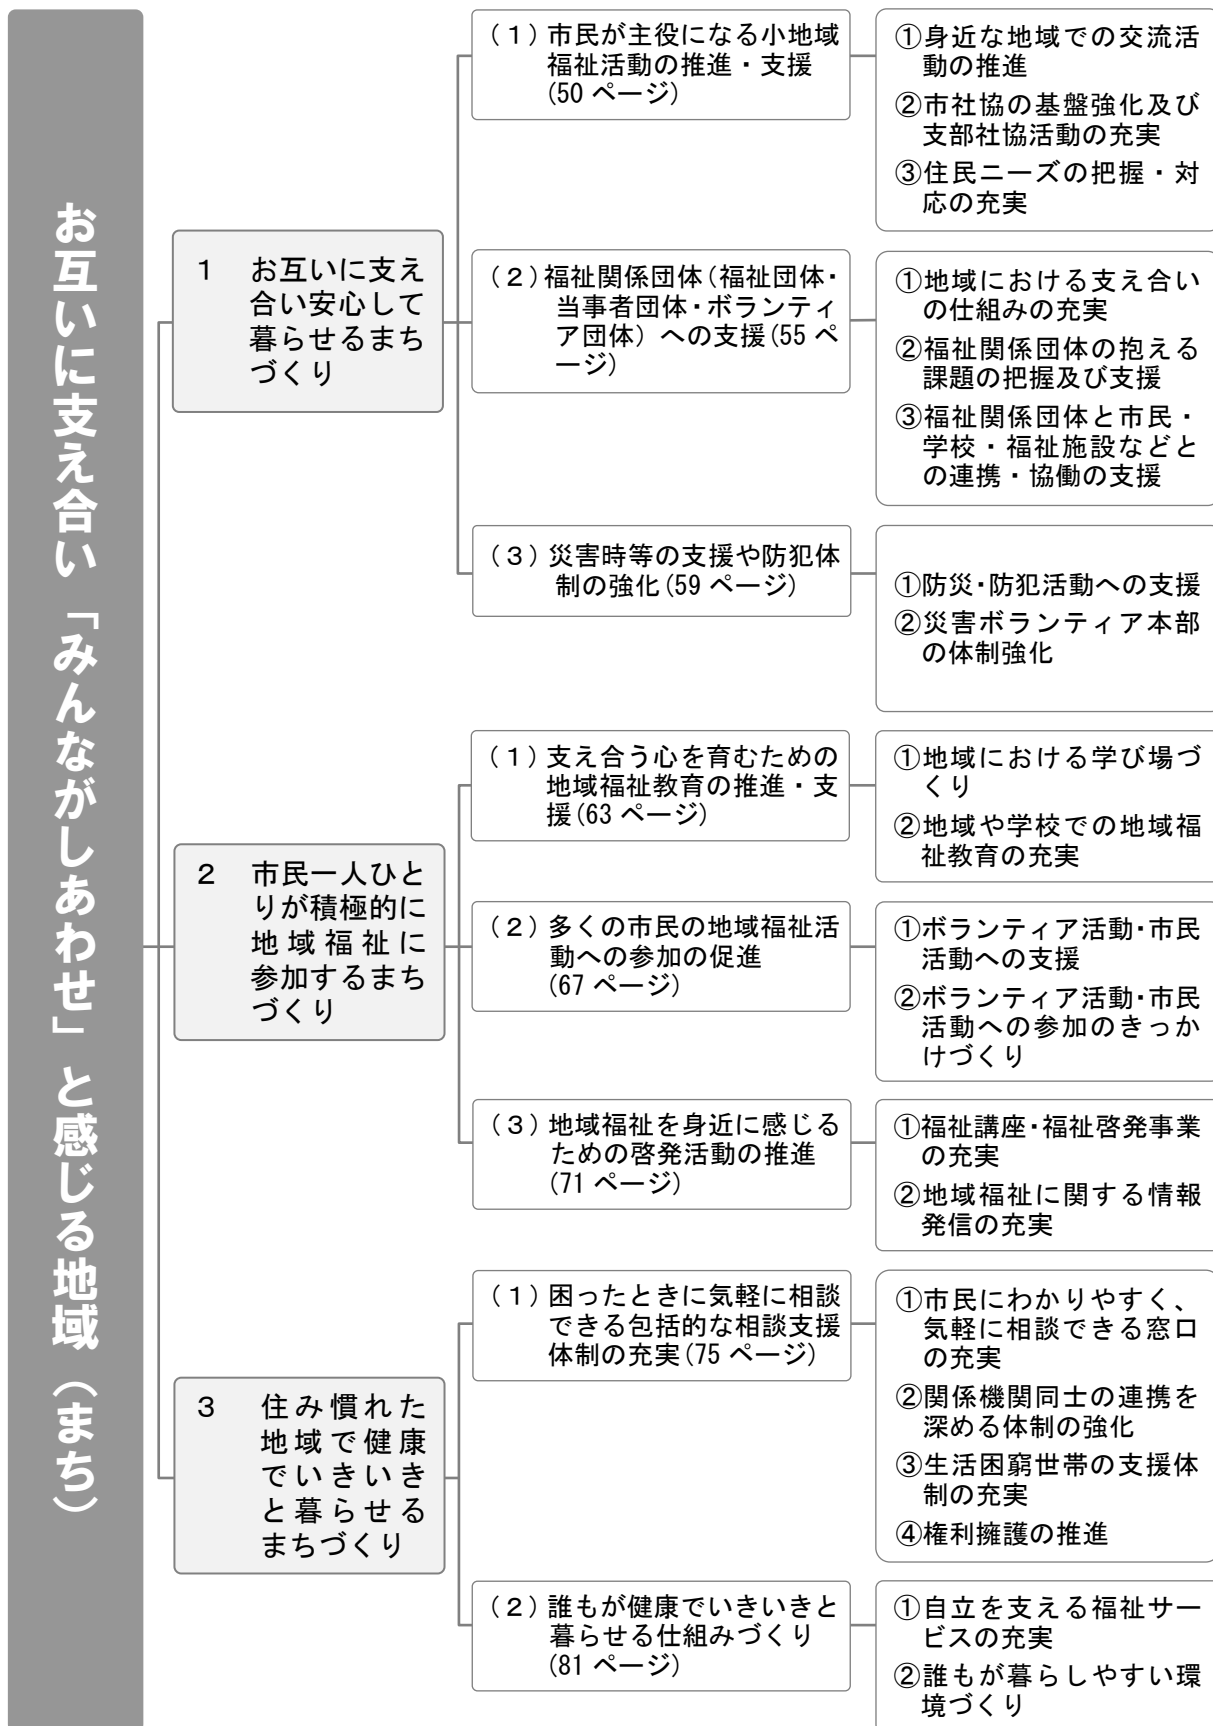 お互いに支え合い「みんながしあわせ」と感じる地域（まち）
1 お互いに支え
合い安心して
暮らせるまち
づくり
（1）市民が主役になる小地域
福祉活動の推進・支援
(50 ページ)
①身近な地域での交流活
動の推進
②市社協の基盤強化及び
支部社協活動の充実
③住民ニーズの把握・対
応の充実
（2）福祉関係団体（福祉団体・
当事者団体・ボランティ
ア団体）への支援(55 ペ
ージ)
①地域における支え合い
の仕組みの充実
②福祉関係団体の抱える
課題の把握及び支援
③福祉関係団体と市民・
学校・福祉施設などと
の連携・協働の支援
（3）災害時等の支援や防犯体
制の強化(59 ページ)
①防災・防犯活動への支援
②災害ボランティア本部
の体制強化
2 市民一人ひと
りが積極的に
地域福祉に
参加するまち
づくり
（1）支え合う心を育むための
地域福祉教育の推進・支
援(63 ページ)
①地域における学び場づ
くり
②地域や学校での地域福
祉教育の充実
（2）多くの市民の地域福祉活
動への参加の促進
(67 ページ)
①ボランティア活動・市民
活動への支援
②ボランティア活動・市民
活動への参加のきっか
けづくり
（3）地域福祉を身近に感じる
ための啓発活動の推進
(71 ページ)
①福祉講座・福祉啓発事業
の充実
②地域福祉に関する情報
発信の充実
3 住み慣れた
地域で健康
でいきいき
と暮らせる
まちづくり
（1）困ったときに気軽に相談
できる包括的な相談支援
体制の充実(75 ページ)
①市民にわかりやすく、
気軽に相談できる窓口
の充実
②関係機関同士の連携を
深める体制の強化
③生活困窮世帯の支援体
制の充実
④権利擁護の推進
（2）誰もが健康でいきいきと
暮らせる仕組みづくり
(81 ページ)
①自立を支える福祉サー
ビスの充実
②誰もが暮らしやすい環
境づくり